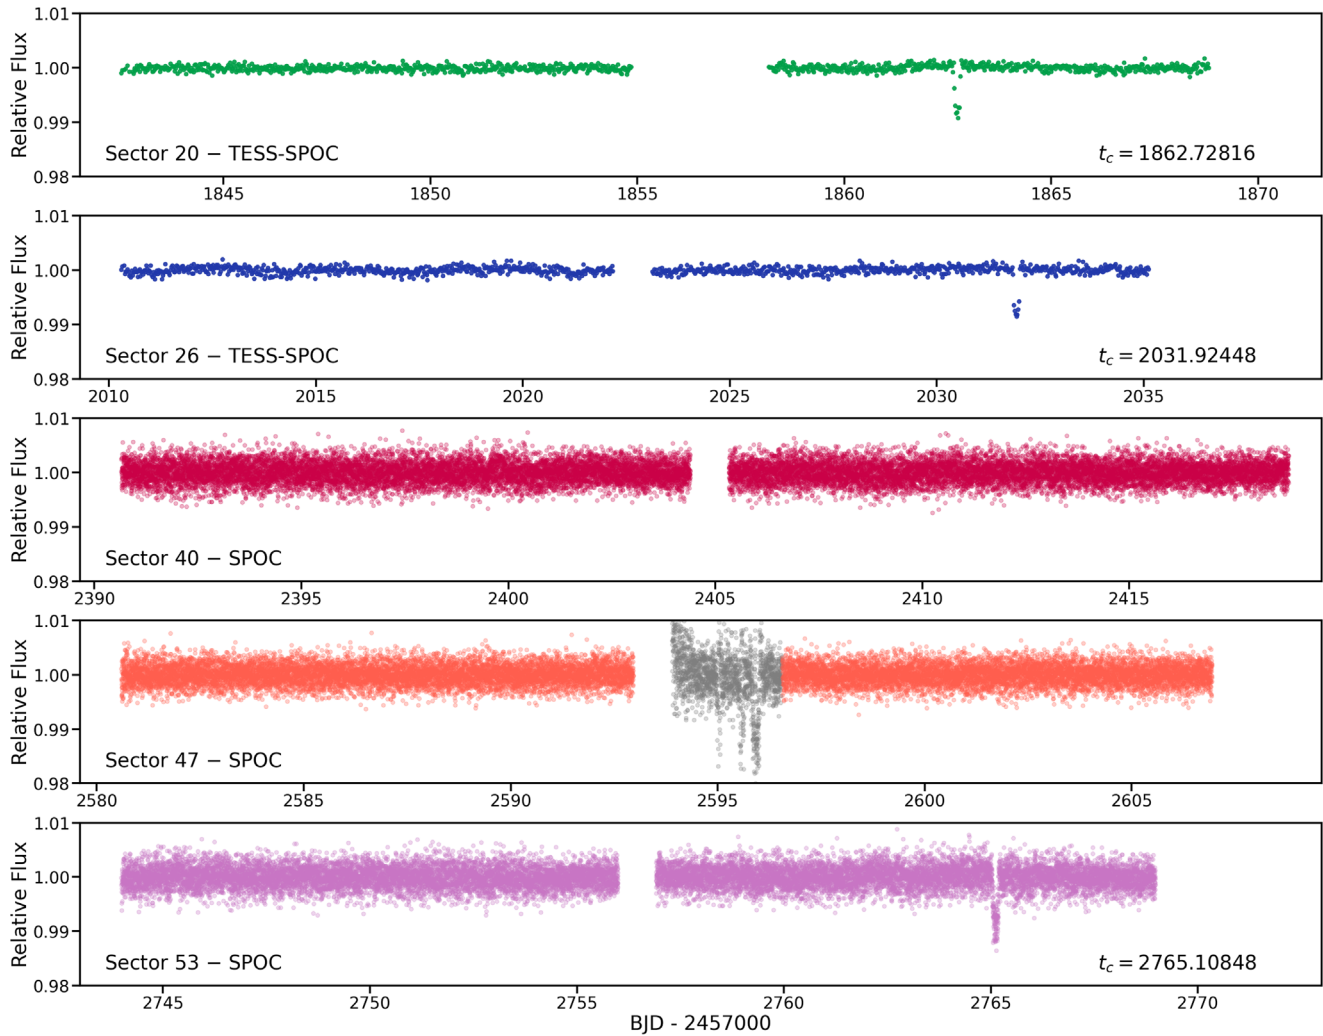 1.01
1.00
0.99
0.98
Relative Flux
Sector 20 − TESS-SPOC
t_c = 1862.72816
1845 1850 1855 1860 1865 1870
1.01
1.00
0.99
0.98
Relative Flux
Sector 26 − TESS-SPOC
t_c = 2031.92448
2010 2015 2020 2025 2030 2035
1.01
1.00
0.99
0.98
Relative Flux
Sector 40 − SPOC
2390 2395 2400 2405 2410 2415
1.01
1.00
0.99
0.98
Relative Flux
Sector 47 − SPOC
2580 2585 2590 2595 2600 2605
1.01
1.00
0.99
0.98
Relative Flux
Sector 53 − SPOC
t_c = 2765.10848
2745 2750 2755 2760 2765 2770
BJD - 2457000